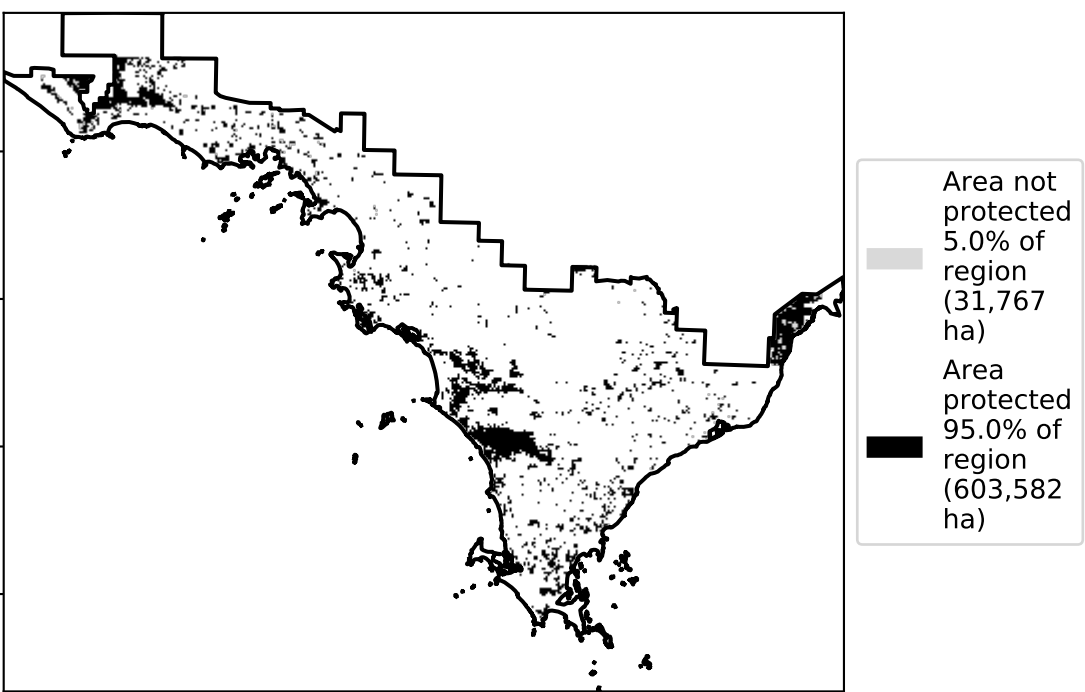 Area not
protected
5.0% of
region
(31,767
ha)
Area
protected
95.0% of
region
(603,582
ha)